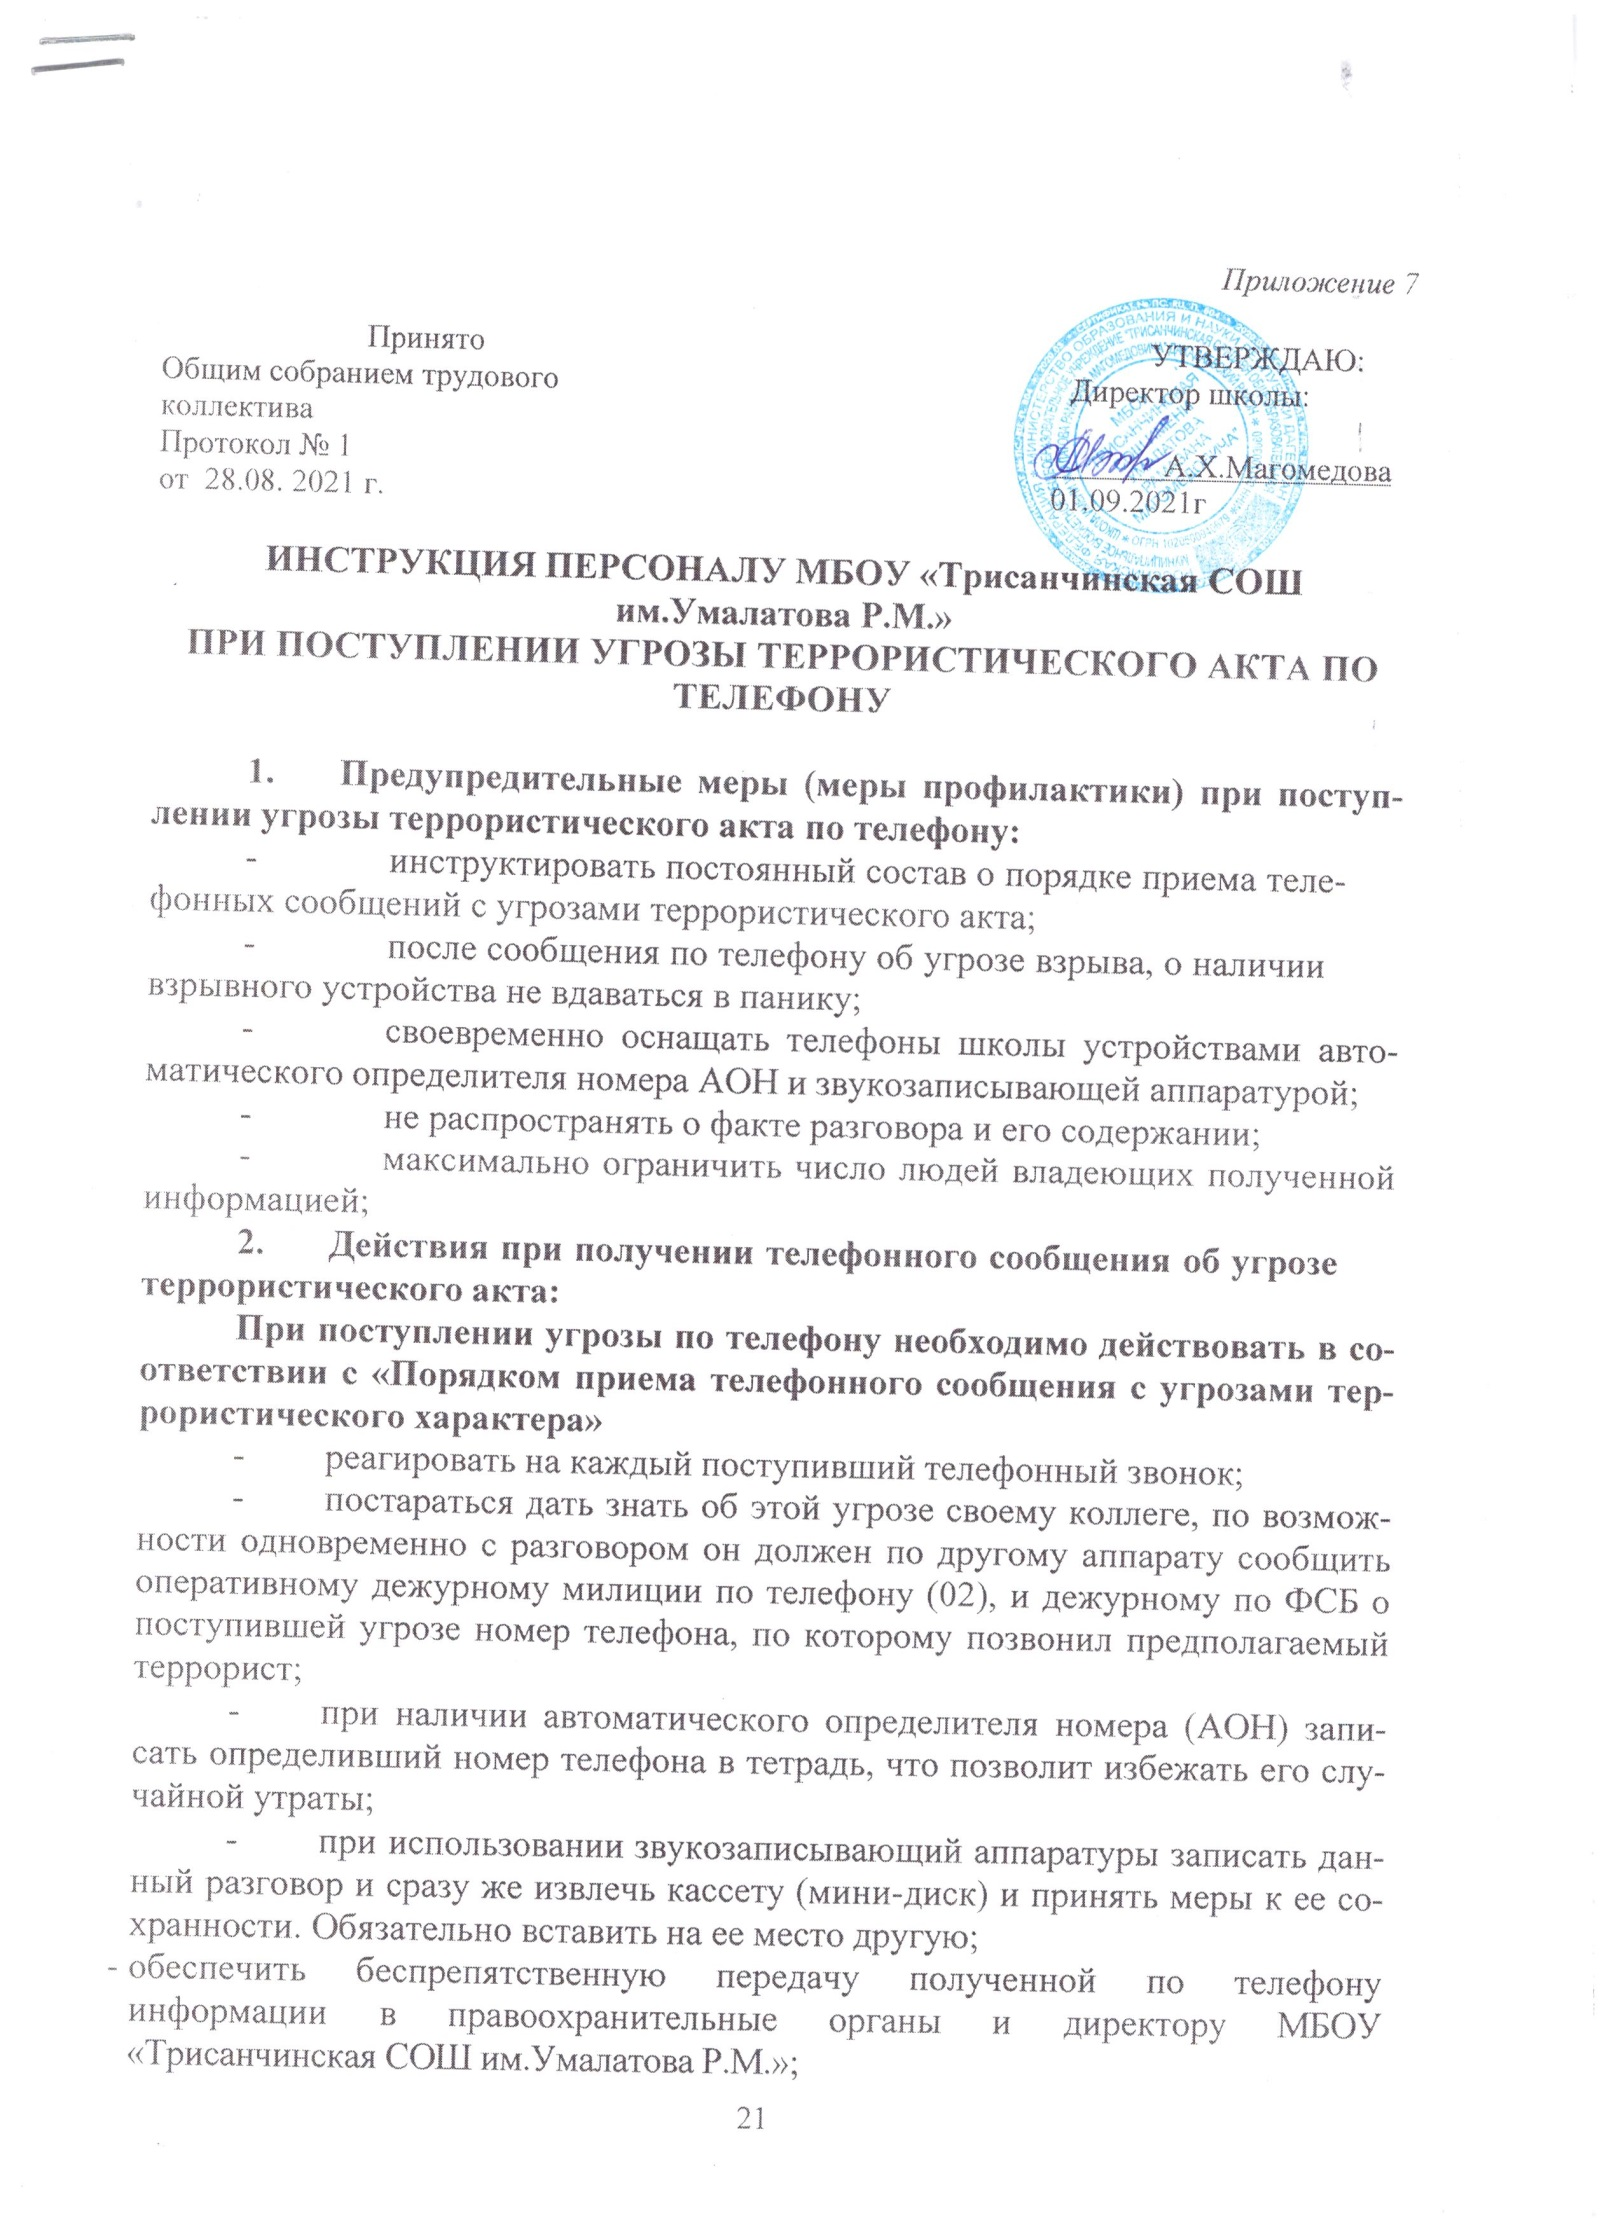 Приложение 7
Принято
Общим собранием трудового
коллектива
Протокол № 1
от 28.08. 2021 г.
УТВЕРЖДАЮ:
Директор школы:
А.Х.Магомедова
01.09.2021г
ИНСТРУКЦИЯ ПЕРСОНАЛУ МБОУ «Трисанчинская СОШ
им.Умалатова Р.М.»
ПРИ ПОСТУПЛЕНИИ УГРОЗЫ ТЕРРОРИСТИЧЕСКОГО АКТА ПО
ТЕЛЕФОНУ
1. Предупредительные меры (меры профилактики) при поступ-
лении угрозы террористического акта по телефону:
- инструктировать постоянный состав о порядке приема теле-
фонных сообщений с угрозами террористического акта;
- после сообщения по телефону об угрозе взрыва, о наличии
взрывного устройства не вдаваться в панику;
- своевременно оснащать телефоны школы устройствами авто-
матического определителя номера АОН и звукозаписывающей аппаратурой;
- не распространять о факте разговора и его содержании;
- максимально ограничить число людей владеющих полученной
информацией;
2. Действия при получении телефонного сообщения об угрозе
террористического акта:
При поступлении угрозы по телефону необходимо действовать в со-
ответствии с «Порядком приема телефонного сообщения с угрозами тер-
рористического характера»
- реагировать на каждый поступивший телефонный звонок;
- постараться дать знать об этой угрозе своему коллеге, по возмож-
ности одновременно с разговором он должен по другому аппарату сообщить
оперативному дежурному милиции по телефону (02), и дежурному по ФСБ о
поступившей угрозе номер телефона, по которому позвонил предполагаемый
террорист;
- при наличии автоматического определителя номера (АОН) запи-
сать определивший номер телефона в тетрадь, что позволит избежать его слу-
чайной утраты;
- при использовании звукозаписывающий аппаратуры записать дан-
ный разговор и сразу же извлечь кассету (мини-диск) и принять меры к ее со-
хранности. Обязательно вставить на ее место другую;
- обеспечить беспрепятственную передачу полученной по телефону
информации в правоохранительные органы и директору МБОУ
«Трисанчинская СОШ им.Умалатова Р.М.»;
21